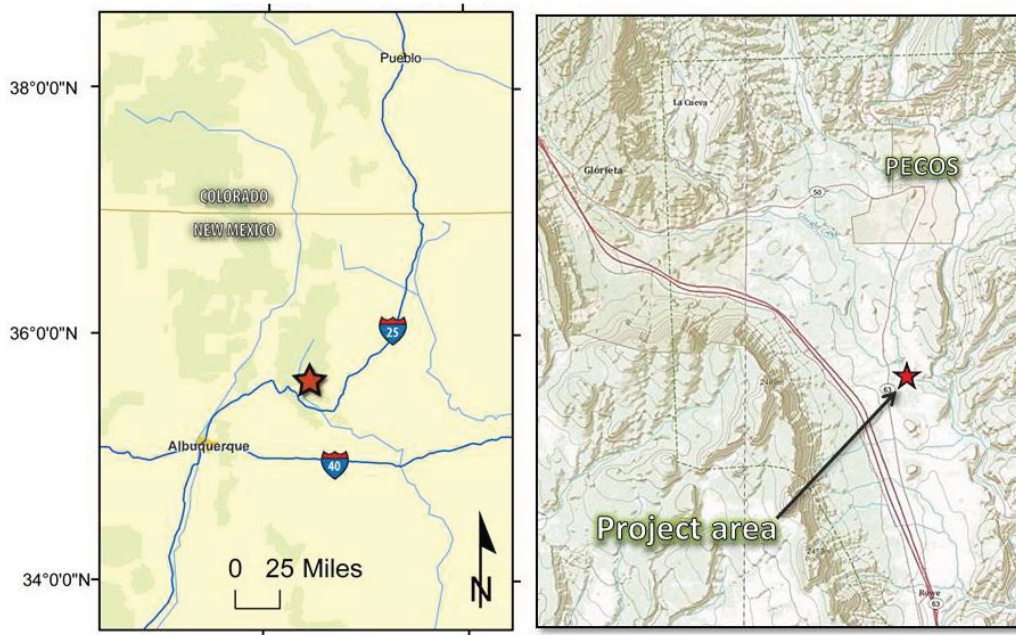 38°0'0"N
36°0'0"N
34°0'0"N
Pueblo
COLORADO
NEW MEXICO
25
Albuquerque
40
0 25 Miles
N
La Cueva
PECOS
Glorieta
50
63
Project area
Rowe
63